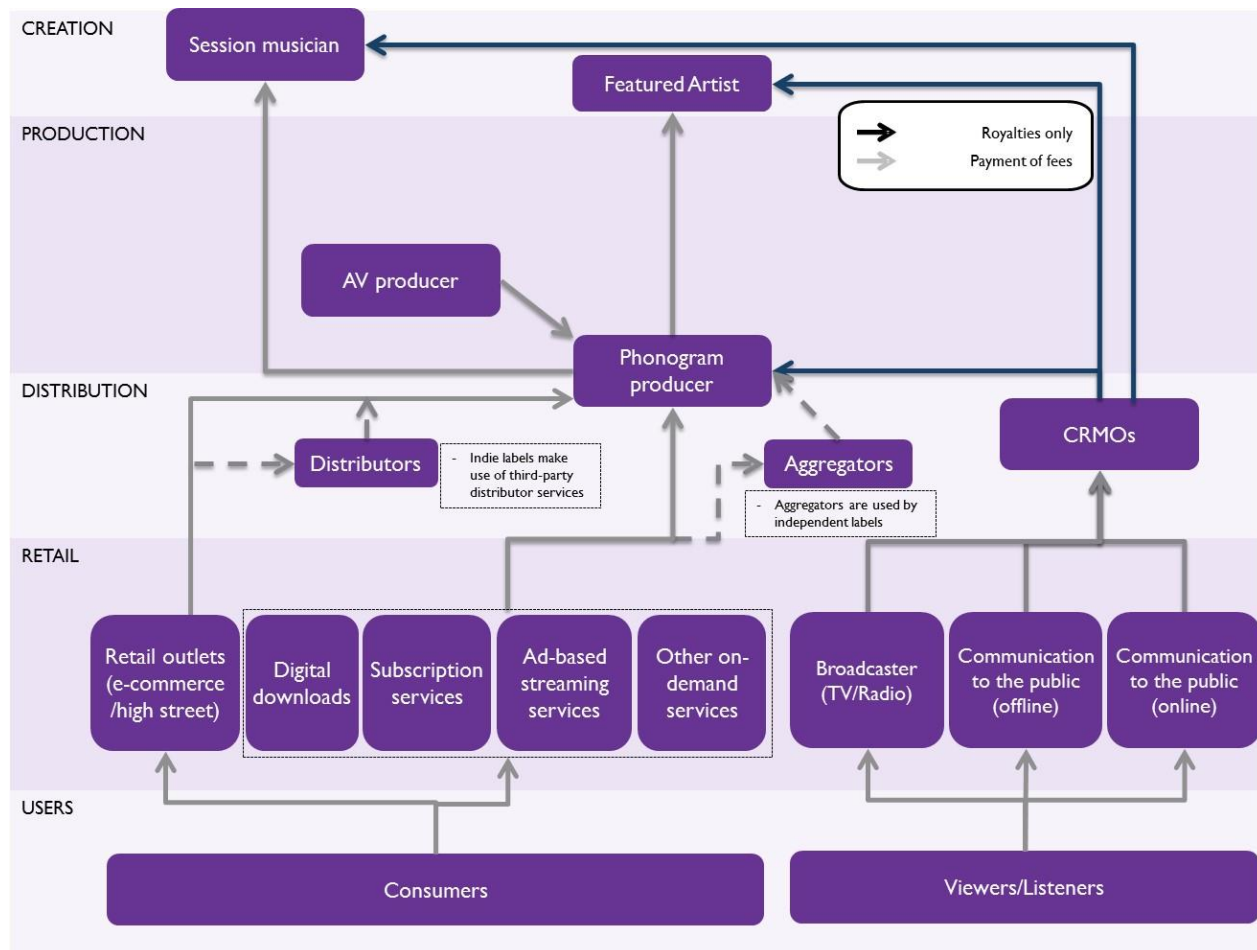 CREATION
Session musician
Featured Artist
Royalties only
Payment of fees
PRODUCTION
AV producer
Phonogram
producer
DISTRIBUTION
CRMOs
Distributors
- Indie labels make
use of third-party
distributor services
Aggregators
- Aggregators are used by
independent labels
RETAIL
Retail outlets
(e-commerce
/high street)
Digital
downloads
Subscription
services
Ad-based
streaming
services
Other on-
demand
services
Broadcaster
(TV/Radio)
Communication
to the public
(offline)
Communication
to the public
(online)
USERS
Consumers
Viewers/Listeners